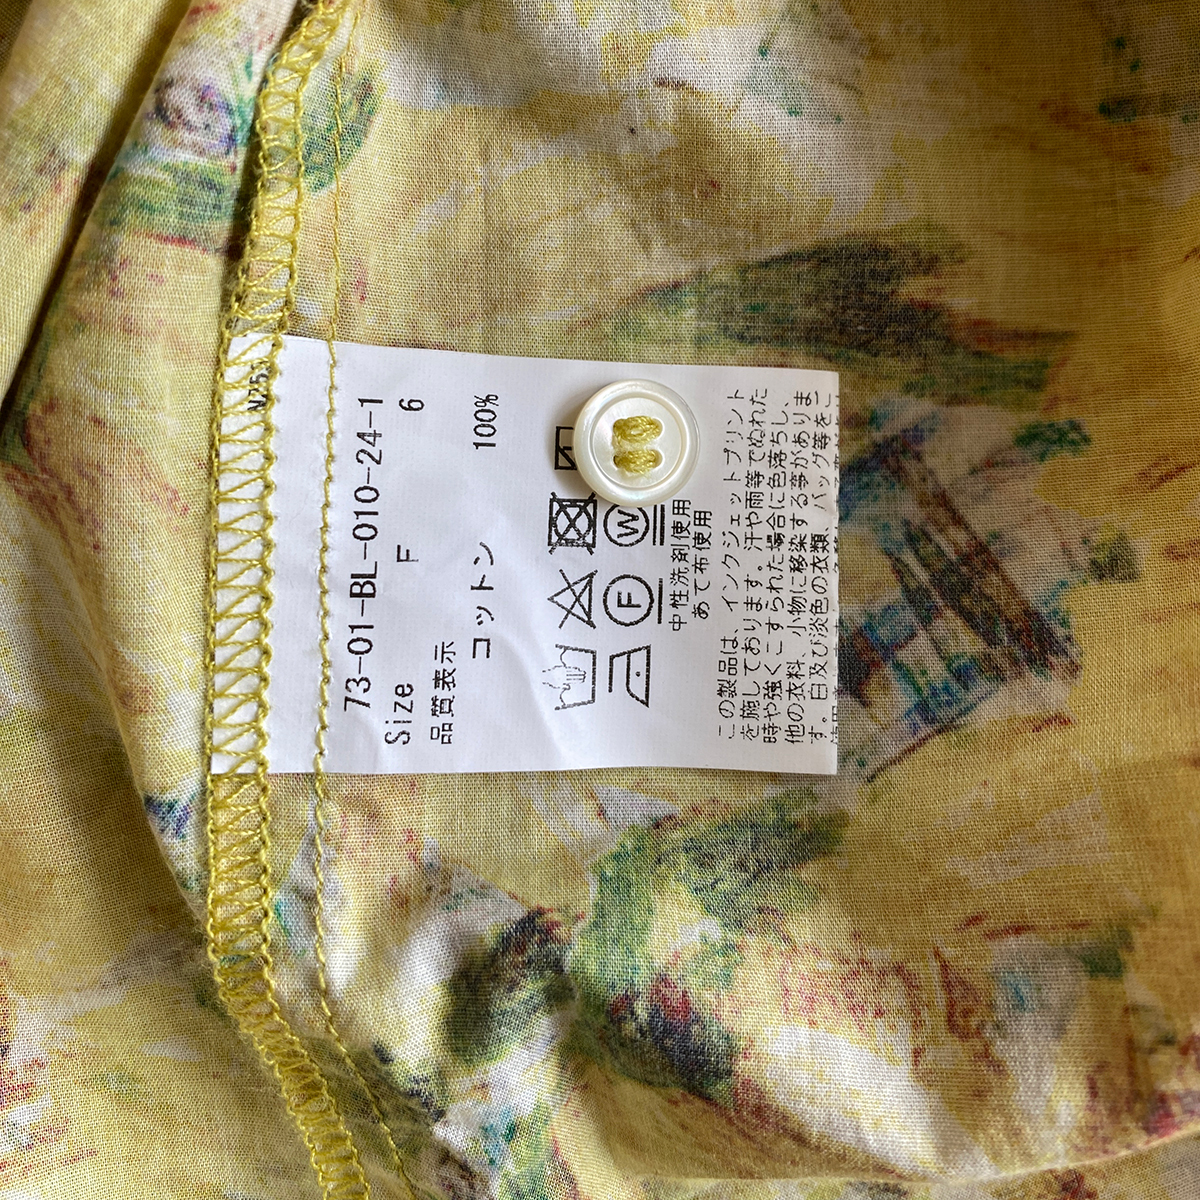 73-01-BL-010-24-1
Size F 6
品質表示
コットン 100%
W
F
中性洗剤使用
あて布使用
この製品は、インクジェットプリント
を施しております。汗や雨等でぬれた
時や強くこすられた場合に色落ちし、
他の衣料、小物に移染する事がありま
す。白及び淡色の衣類、バッグ等をこ